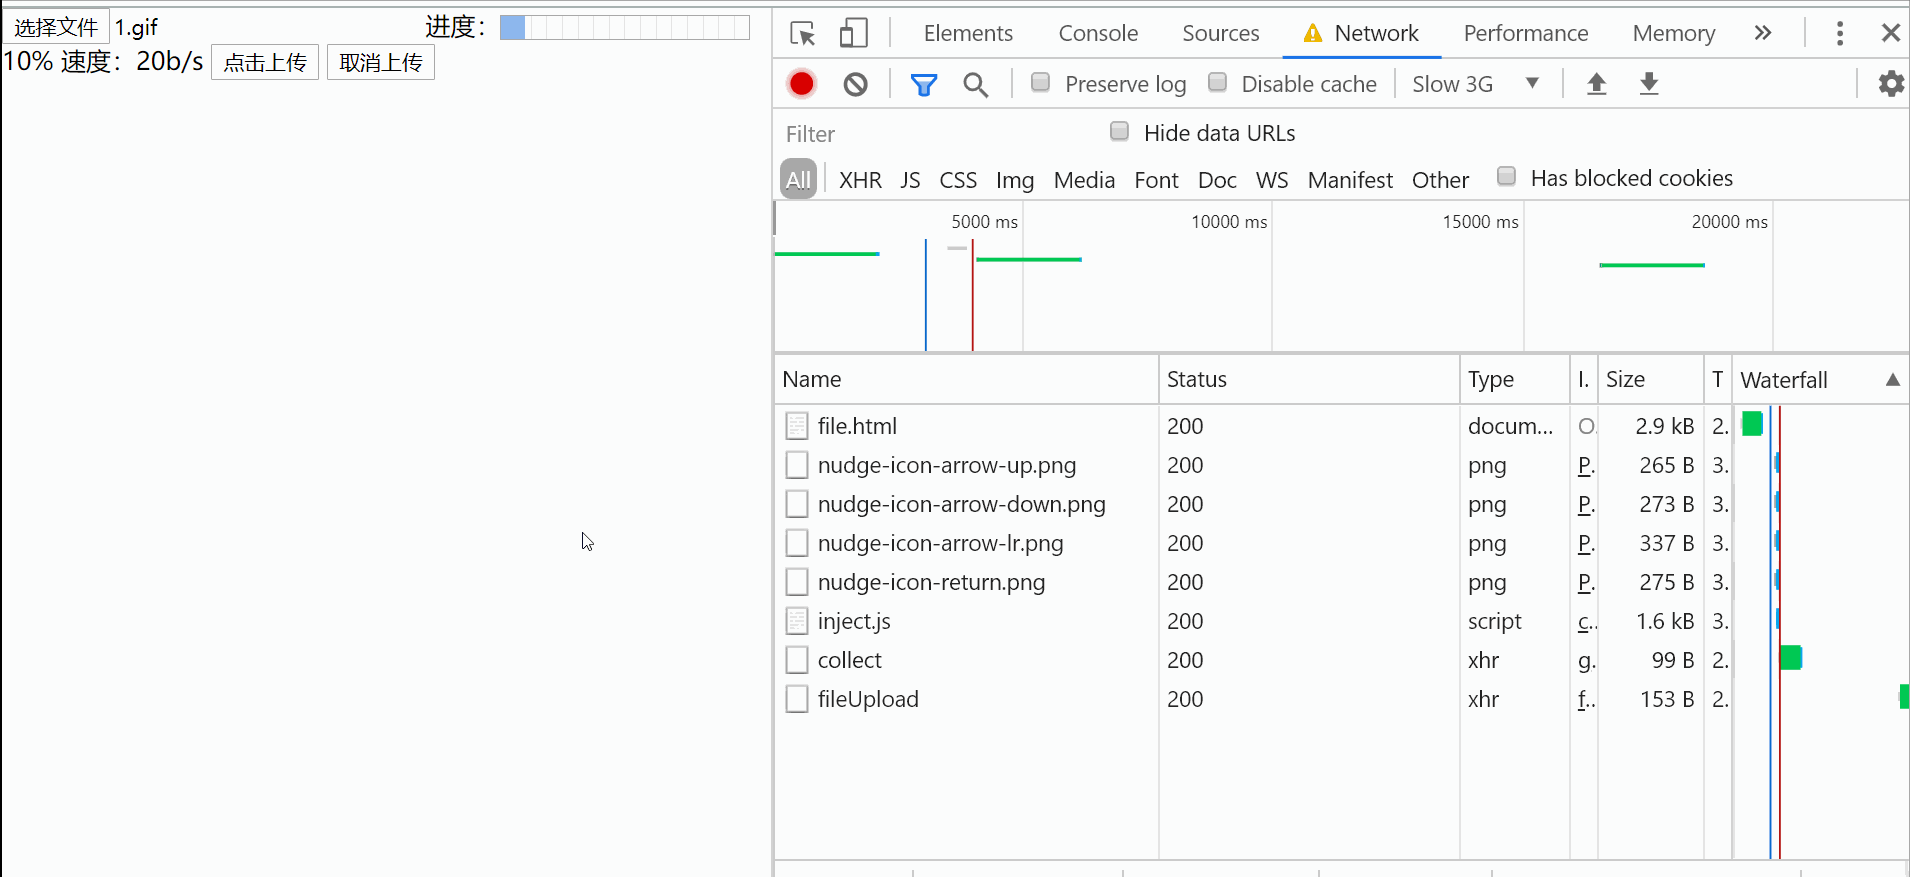 选择文件 1.gif 进度：
10% 速度：20b/s 点击上传 取消上传
Elements Console Sources Network Performance Memory
Preserve log Disable cache Slow 3G
Filter Hide data URLs
All XHR JS CSS Img Media Font Doc WS Manifest Other Has blocked cookies
5000 ms 10000 ms 15000 ms 20000 ms
Name Status Type I. Size T Waterfall
file.html 200 docum... O. 2.9 kB 2.
nudge-icon-arrow-up.png 200 png P. 265 B 3.
nudge-icon-arrow-down.png 200 png P. 273 B 3.
nudge-icon-arrow-lr.png 200 png P. 337 B 3.
nudge-icon-return.png 200 png P. 275 B 3.
inject.js 200 script c.. 1.6 kB 3.
collect 200 xhr g. 99 B 2.
fileUpload 200 xhr f.. 153 B 2.